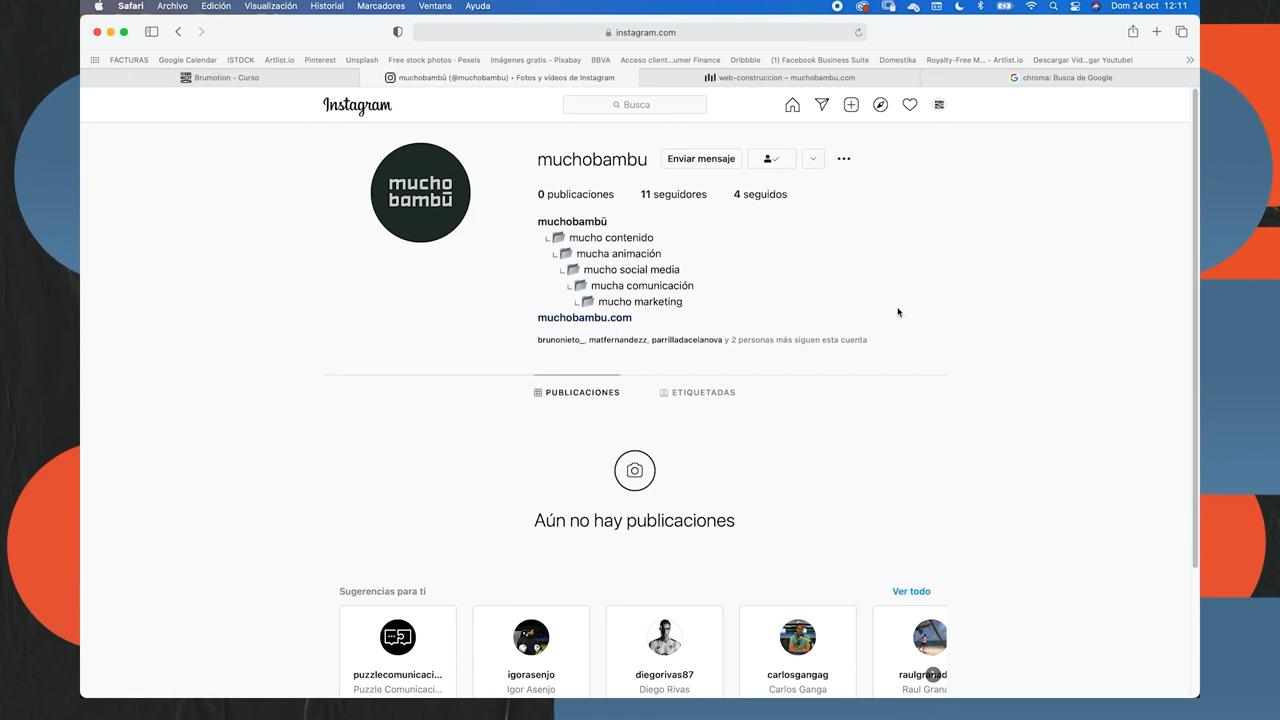 Safari Archivo Edición Visualización Historial Marcadores Ventana Ayuda Dom 24 oct 12:11
instagram.com
FACTURAS Google Calendar ISTOCK Artlist.io Pinterest Unsplash Free stock photos · Pexels Imágenes gratis - Pixabay BBVA Acceso client...umer Finance Dribbble (1) Facebook Business Suite Domestika Royalty-Free M... - Artlist.io Descargar Vid...gar Youtube!
Brumotion - Curso muchobambú (@muchobambu) • Fotos y vídeos de Instagram web-construccion – muchobambu.com chroma: Busca de Google
Instagram Busca
mucho
bambū
muchobambu Enviar mensaje
0 publicaciones 11 seguidores 4 seguidos
muchobambū
mucho contenido
mucha animación
mucho social media
mucha comunicación
mucho marketing
muchobambu.com
brunonieto_, matfernandezz, parrilladacelanova y 2 personas más siguen esta cuenta
PUBLICACIONES ETIQUETADAS
Aún no hay publicaciones
Sugerencias para ti Ver todo
puzzlecomunicaci... igorasenjo diegorivas87 carlosgangag
Puzzle Comunicaci... Igor Asenjo Diego Rivas Carlos Ganga Raul Grana